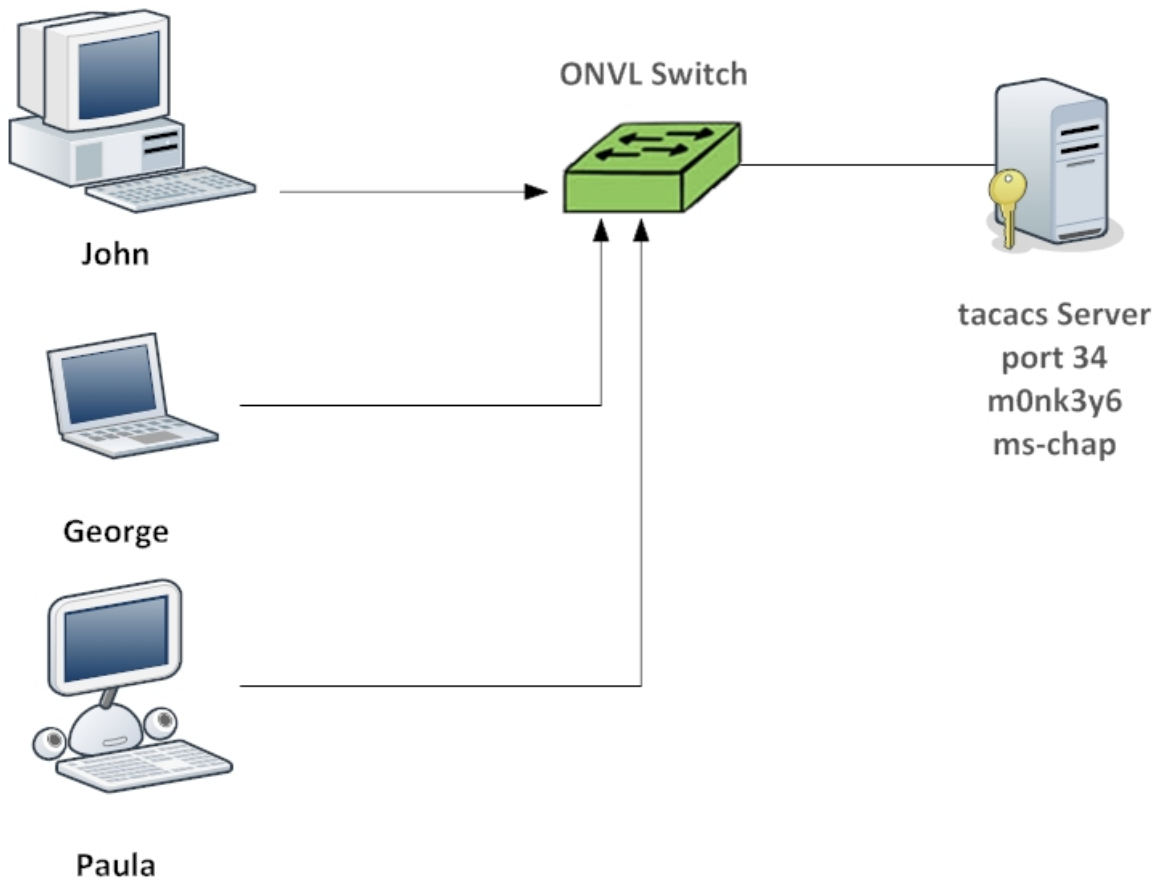 ONVL Switch
John
tacacs Server
port 34
m0nk3y6
ms-chap
George
Paula